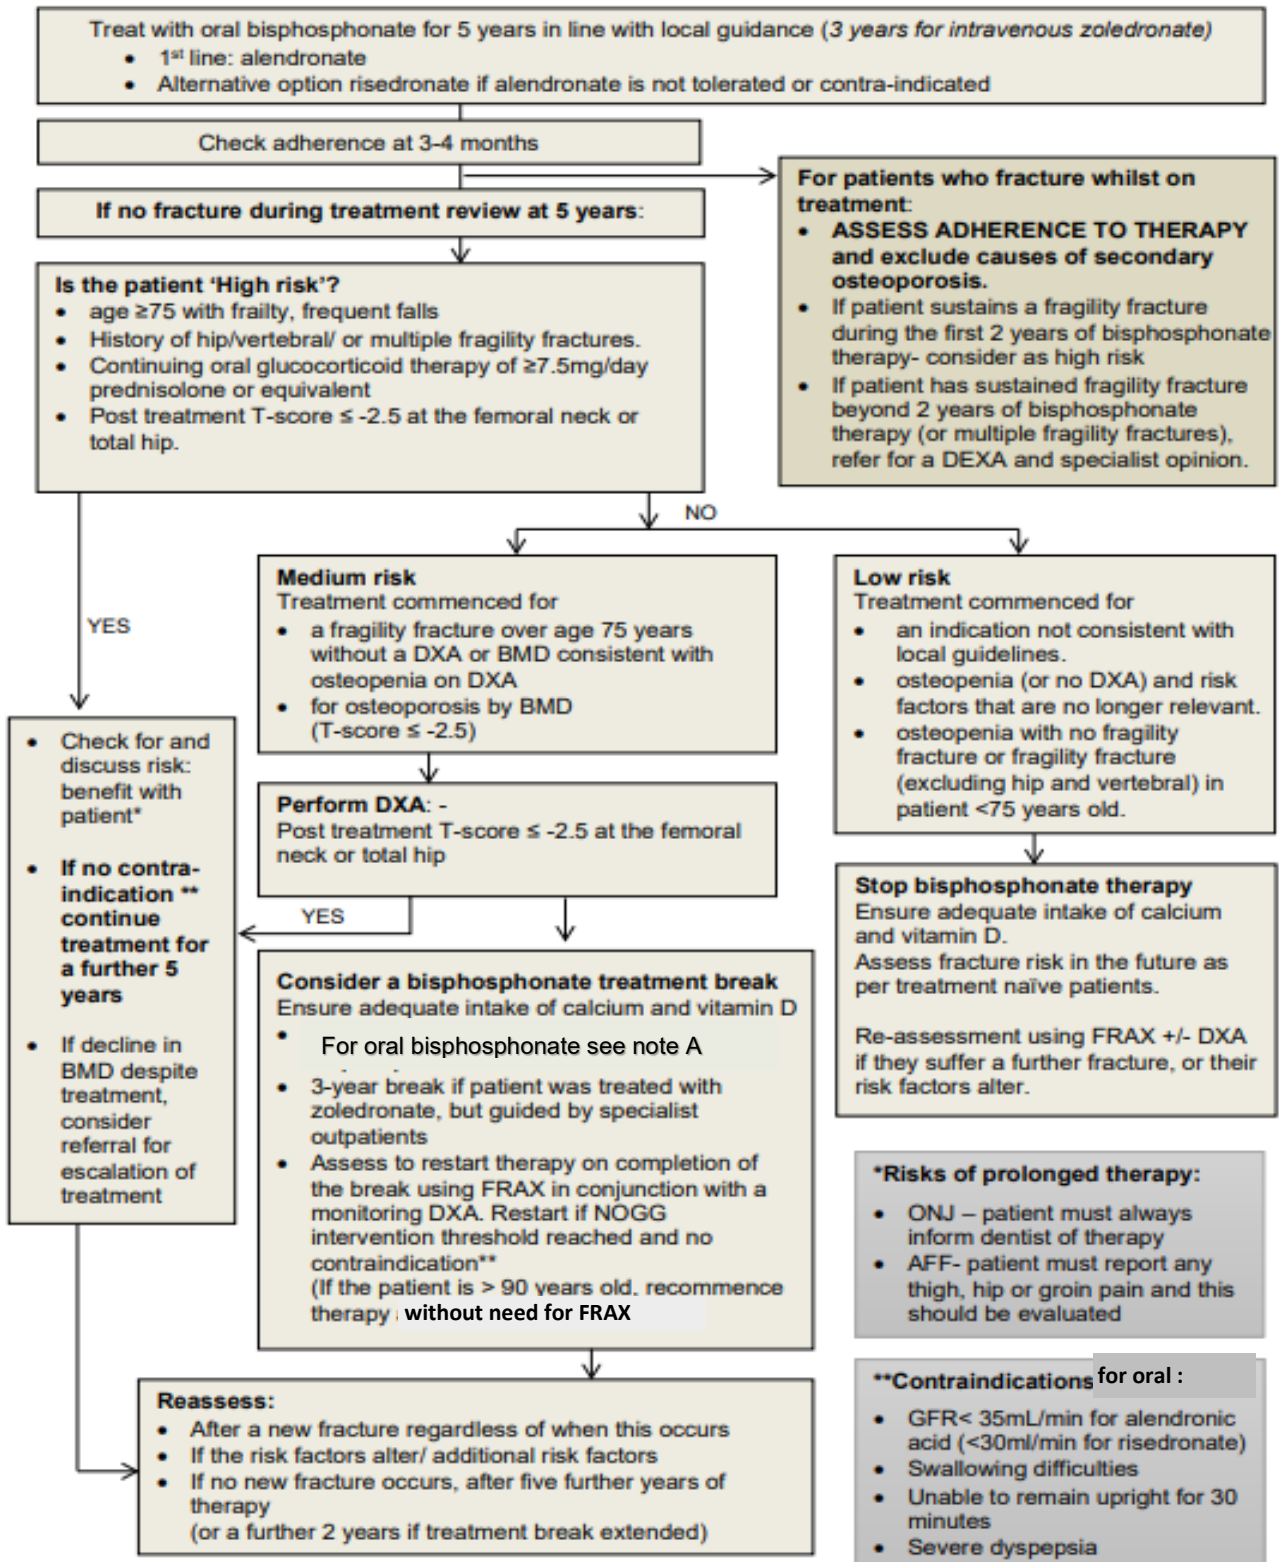 Treat with oral bisphosphonate for 5 years in line with local guidance (3 years for intravenous zoledronate)
• 1st line: alendronate
• Alternative option risedronate if alendronate is not tolerated or contra-indicated
Check adherence at 3-4 months
If no fracture during treatment review at 5 years:
For patients who fracture whilst on
treatment:
• ASSESS ADHERENCE TO THERAPY
and exclude causes of secondary
osteoporosis.
• If patient sustains a fragility fracture
during the first 2 years of bisphosphonate
therapy- consider as high risk
• If patient has sustained fragility fracture
beyond 2 years of bisphosphonate
therapy (or multiple fragility fractures),
refer for a DEXA and specialist opinion.
Is the patient ‘High risk’?
• age ≥75 with frailty, frequent falls
• History of hip/vertebral/ or multiple fragility fractures.
• Continuing oral glucocorticoid therapy of ≥7.5mg/day
prednisolone or equivalent
• Post treatment T-score ≤ -2.5 at the femoral neck or
total hip.
NO
YES
Medium risk
Treatment commenced for
• a fragility fracture over age 75 years
without a DXA or BMD consistent with
osteopenia on DXA
• for osteoporosis by BMD
(T-score ≤ -2.5)
Low risk
Treatment commenced for
• an indication not consistent with
local guidelines.
• osteopenia (or no DXA) and risk
factors that are no longer relevant.
• osteopenia with no fragility
fracture or fragility fracture
(excluding hip and vertebral) in
patient <75 years old.
• Check for and
discuss risk:
benefit with
patient*
• If no contra-
indication **
continue
treatment for
a further 5
years
• If decline in
BMD despite
treatment,
consider
referral for
escalation of
treatment
Perform DXA: -
Post treatment T-score ≤ -2.5 at the femoral
neck or total hip
YES
Stop bisphosphonate therapy
Ensure adequate intake of calcium
and vitamin D.
Assess fracture risk in the future as
per treatment naïve patients.
Re-assessment using FRAX +/- DXA
if they suffer a further fracture, or their
risk factors alter.
Consider a bisphosphonate treatment break
Ensure adequate intake of calcium and vitamin D
• For oral bisphosphonate see note A
• 3-year break if patient was treated with
zoledronate, but guided by specialist
outpatients
• Assess to restart therapy on completion of
the break using FRAX in conjunction with a
monitoring DXA. Restart if NOGG
intervention threshold reached and no
contraindication**
(If the patient is > 90 years old, recommence
therapy without need for FRAX
*Risks of prolonged therapy:
• ONJ – patient must always
inform dentist of therapy
• AFF- patient must report any
thigh, hip or groin pain and this
should be evaluated
Reassess:
• After a new fracture regardless of when this occurs
• If the risk factors alter/ additional risk factors
• If no new fracture occurs, after five further years of
therapy
(or a further 2 years if treatment break extended)
**Contraindications for oral :
• GFR< 35mL/min for alendronic
acid (<30ml/min for risedronate)
• Swallowing difficulties
• Unable to remain upright for 30
minutes
• Severe dyspepsia